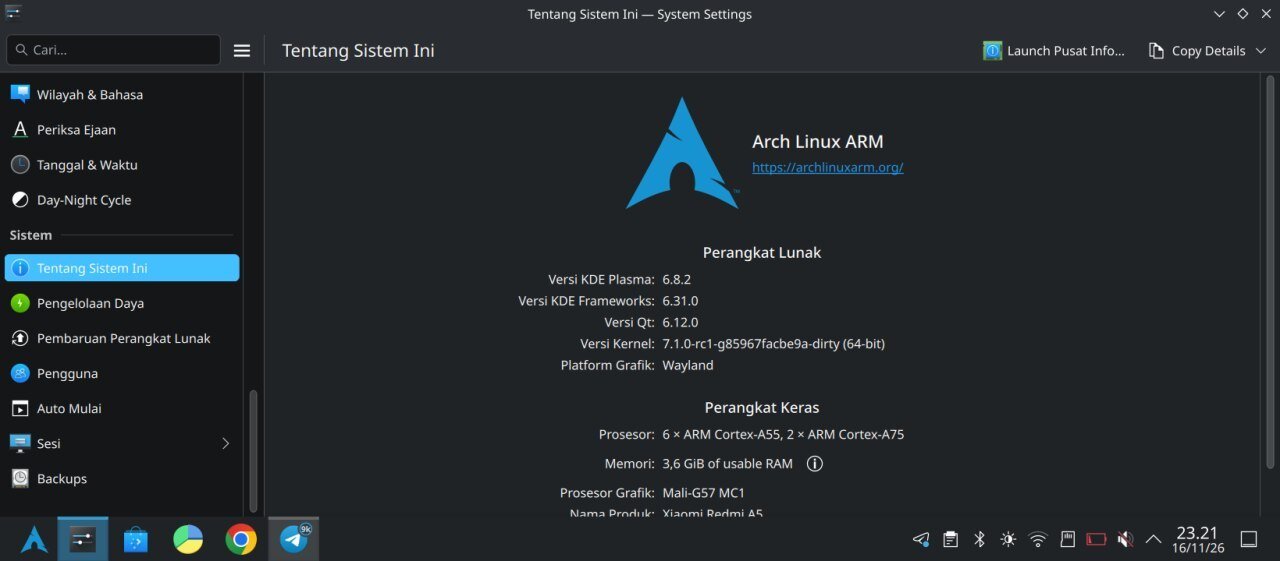 Tentang Sistem Ini — System Settings
Cari...
Tentang Sistem Ini
Launch Pusat Info...
Copy Details
Wilayah & Bahasa
Periksa Ejaan
Tanggal & Waktu
Day-Night Cycle
Sistem
Tentang Sistem Ini
Pengelolaan Daya
Pembaruan Perangkat Lunak
Pengguna
Auto Mulai
Sesi
Backups
Arch Linux ARM
https://archlinuxarm.org/
Perangkat Lunak
Versi KDE Plasma: 6.8.2
Versi KDE Frameworks: 6.31.0
Versi Qt: 6.12.0
Versi Kernel: 7.1.0-rc1-g85967facbe9a-dirty (64-bit)
Platform Grafik: Wayland
Perangkat Keras
Prosesor: 6 × ARM Cortex-A55, 2 × ARM Cortex-A75
Memori: 3,6 GiB of usable RAM
Prosesor Grafik: Mali-G57 MC1
Nama Produk: Xiaomi Redmi A5
9k
23.21
16/11/26